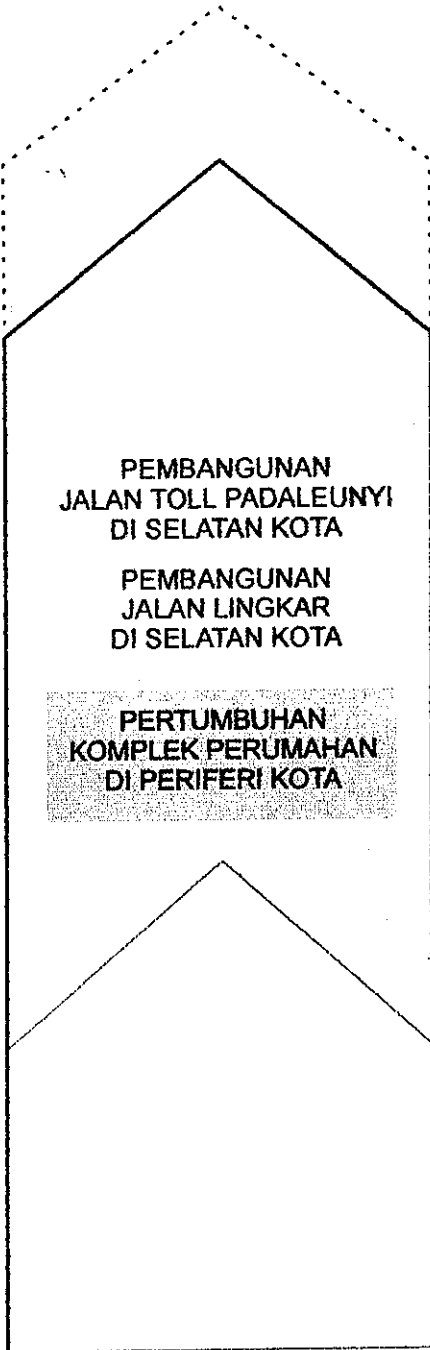 PEMBANGUNAN
JALAN TOLL PADALEUNYI
DI SELATAN KOTA
PEMBANGUNAN
JALAN LINGKAR
DI SELATAN KOTA
PERTUMBUHAN
KOMPLEK PERUMAHAN
DI PERIFERI KOTA